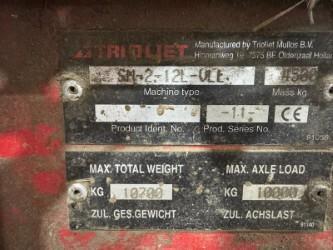 TRIOLIET Manufactured by Trioliet Mullos B.V.
SM-2-12L-VLE.
Machine type Mass kg
-11- CE
Product Ident. No. Prod. Series No.
MAX. TOTAL WEIGHT MAX. AXLE LOAD
KG 10700 KG 10000
ZUL. GES.GEWICHT ZUL. ACHSLAST